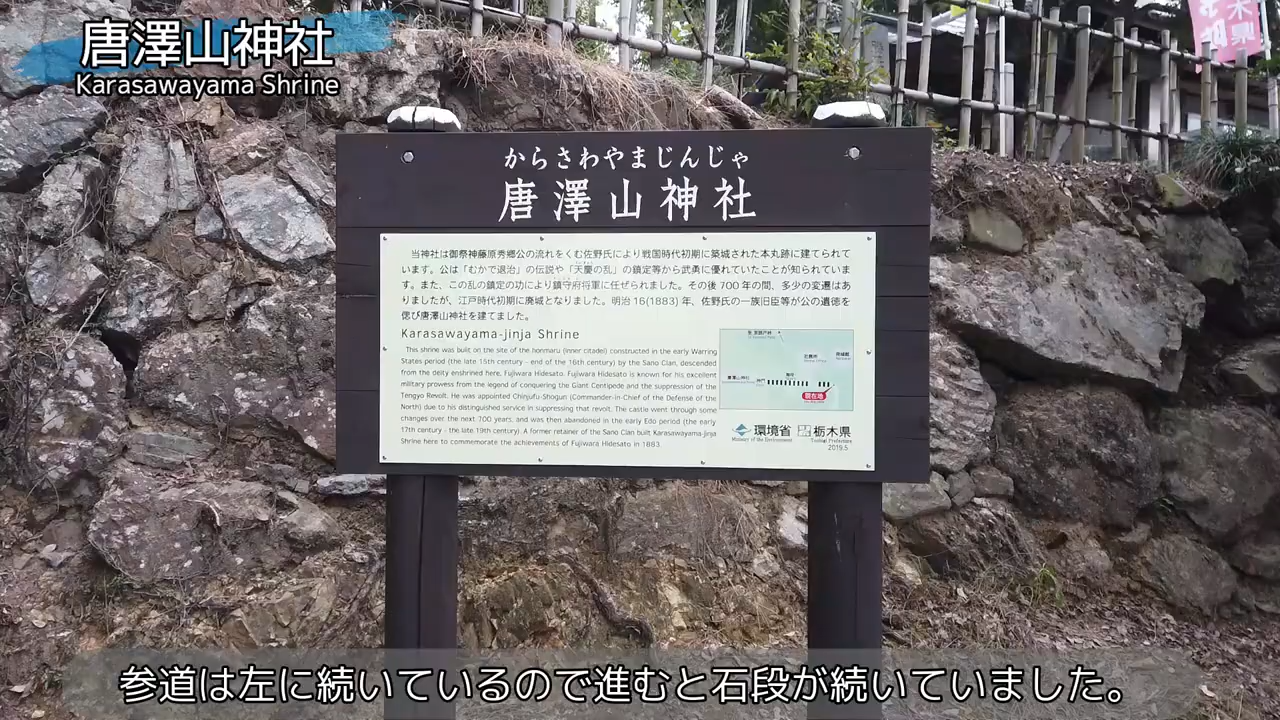 唐澤山神社
Karasawayama Shrine
からさわやまじんじゃ
唐澤山神社
当神社は御祭神藤原秀郷公の流れをくむ佐野氏により戦国時代初期に築城された本丸跡に建てられて
います。公は「むかで退治」の伝説や「天慶の乱」の鎮定等から武勇に優れていたことが知られていま
す。また、この乱の鎮定の功により鎮守府将軍に任ぜられました。その後 700 年の間、多少の変遷はあ
りましたが、江戸時代初期に廃城となりました。明治 16(1883) 年、佐野氏の一族旧臣等が公の遺徳を
偲び唐澤山神社を建てました。
Karasawayama-jinja Shrine
This shrine was built on the site of the honmaru (inner citadel) constructed in the early Warring
States period (the late 15th century - end of the 16th century) by the Sano Clan, descended
from the deity enshrined here, Fujiwara Hidesato. Fujiwara Hidesato is known for his excellent
military prowess from the legend of conquering the Giant Centipede and the suppression of the
Tengyo Revolt. He was appointed Chinjufu-Shogun (Commander-in-Chief of the Defense of the
North) due to his distinguished service in suppressing that revolt. The castle went through some
changes over the next 700 years, and was then abandoned in the early Edo period (the early
17th century - the late 19th century). A former retainer of the Sano Clan built Karasawayama-jinja
Shrine here to commemorate the achievements of Fujiwara Hidesato in 1883.
唐澤山神社
神門
現在地
環境省
Ministry of the Environment
栃木県
Tochigi Prefecture
2019.5
木県
参道は左に続いているので進むと石段が続いていました。